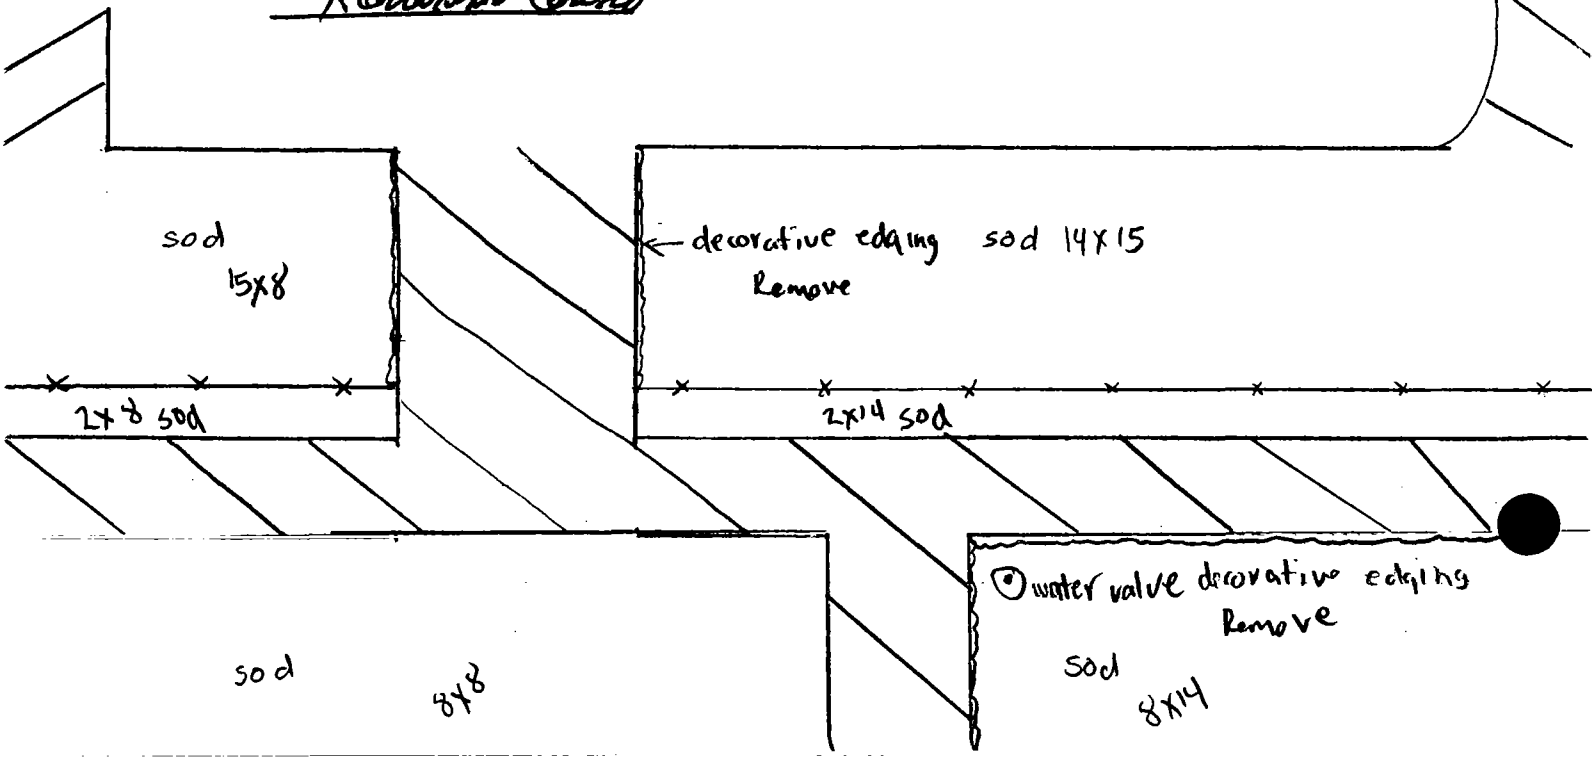 sod
15x8
decorative edging sod 14x15
Remove
2x8 sod
2x14 sod
water valve decorative edging
Remove
sod
8x8
sod
8x14